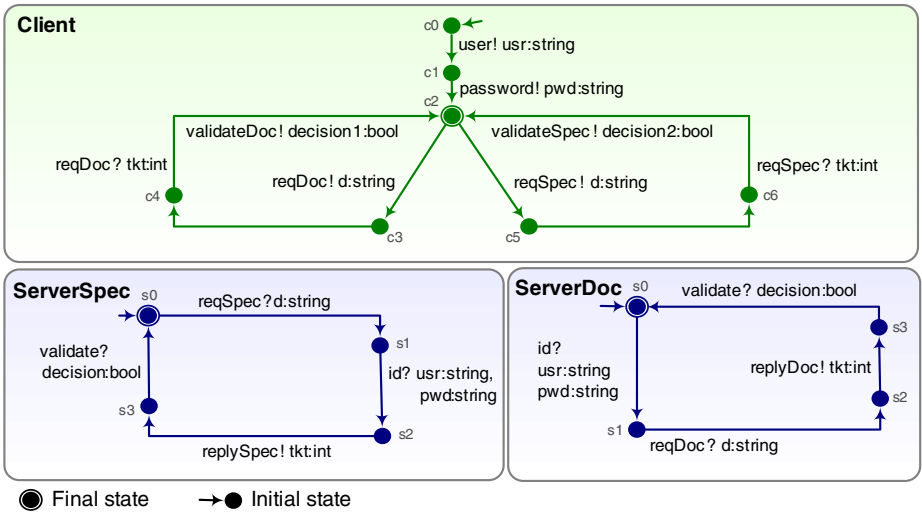 Client
c0
user! usr:string
c1
password! pwd:string
c2
validateDoc! decision1:bool
validateSpec! decision2:bool
reqDoc? tkt:int
reqSpec? tkt:int
reqDoc! d:string
reqSpec! d:string
c4
c6
c3
c5
ServerSpec
s0
reqSpec?d:string
s1
validate?
decision:bool
id? usr:string,
pwd:string
s3
s2
replySpec! tkt:int
ServerDoc
s0
validate? decision:bool
s3
id?
usr:string
pwd:string
replyDoc! tkt:int
s2
s1
reqDoc? d:string
Final state
Initial state